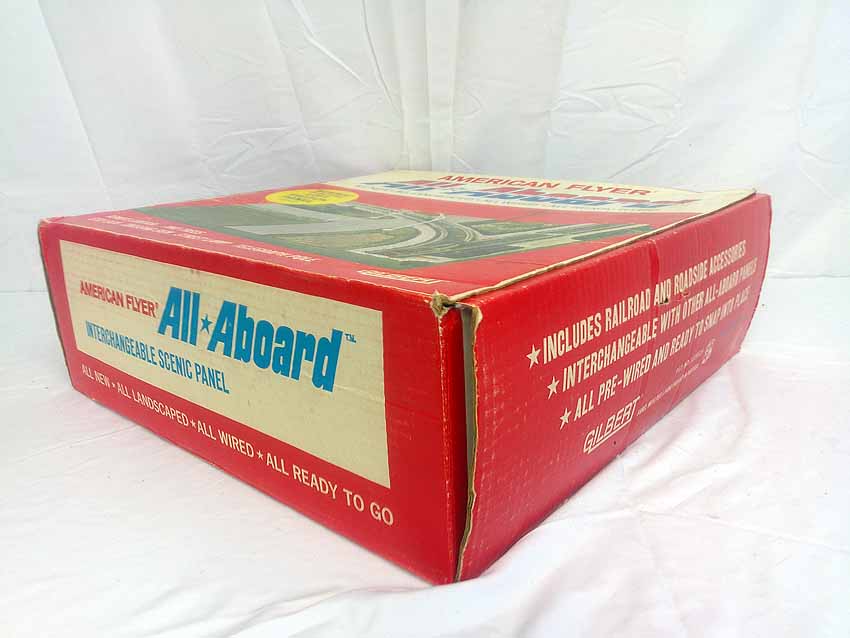 AMERICAN FLYER
All★Aboard
AMERICAN FLYER All★Aboard™
INTERCHANGEABLE SCENIC PANEL
ALL NEW ★ ALL LANDSCAPED ★ ALL WIRED ★ ALL READY TO GO
★ INCLUDES RAILROAD AND ROADSIDE ACCESSORIES
★ INTERCHANGEABLE WITH OTHER ALL-ABOARD PANELS
★ ALL PRE-WIRED AND READY TO SNAP INTO PLACE
GILBERT